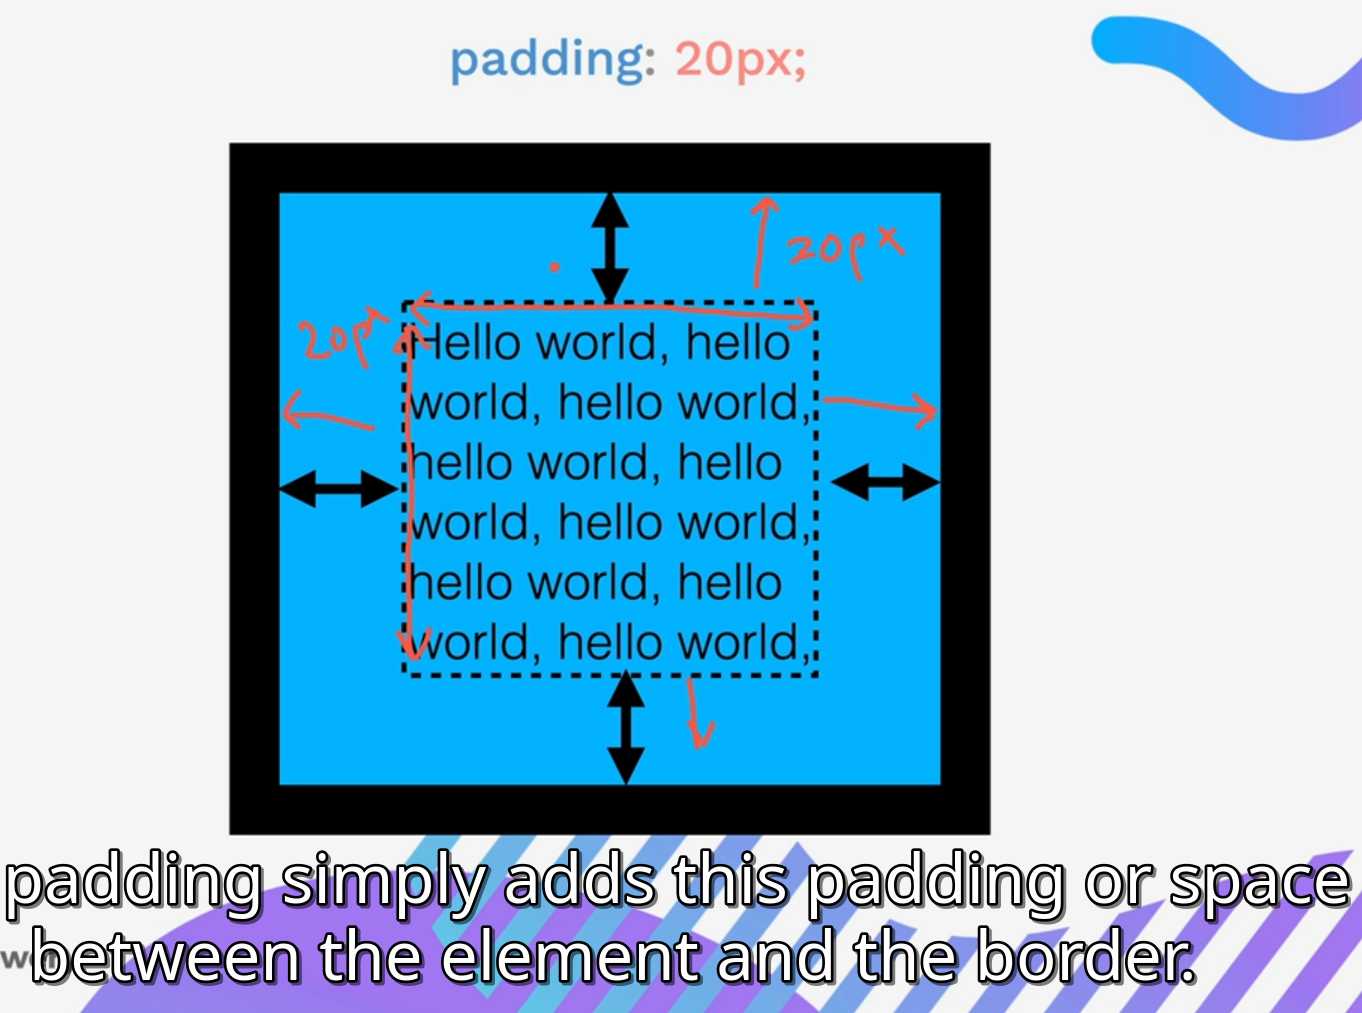 padding: 20px;
20px
20px
Hello world, hello
world, hello world,
hello world, hello
world, hello world,
hello world, hello
world, hello world,
padding simply adds this padding or space
between the element and the border.